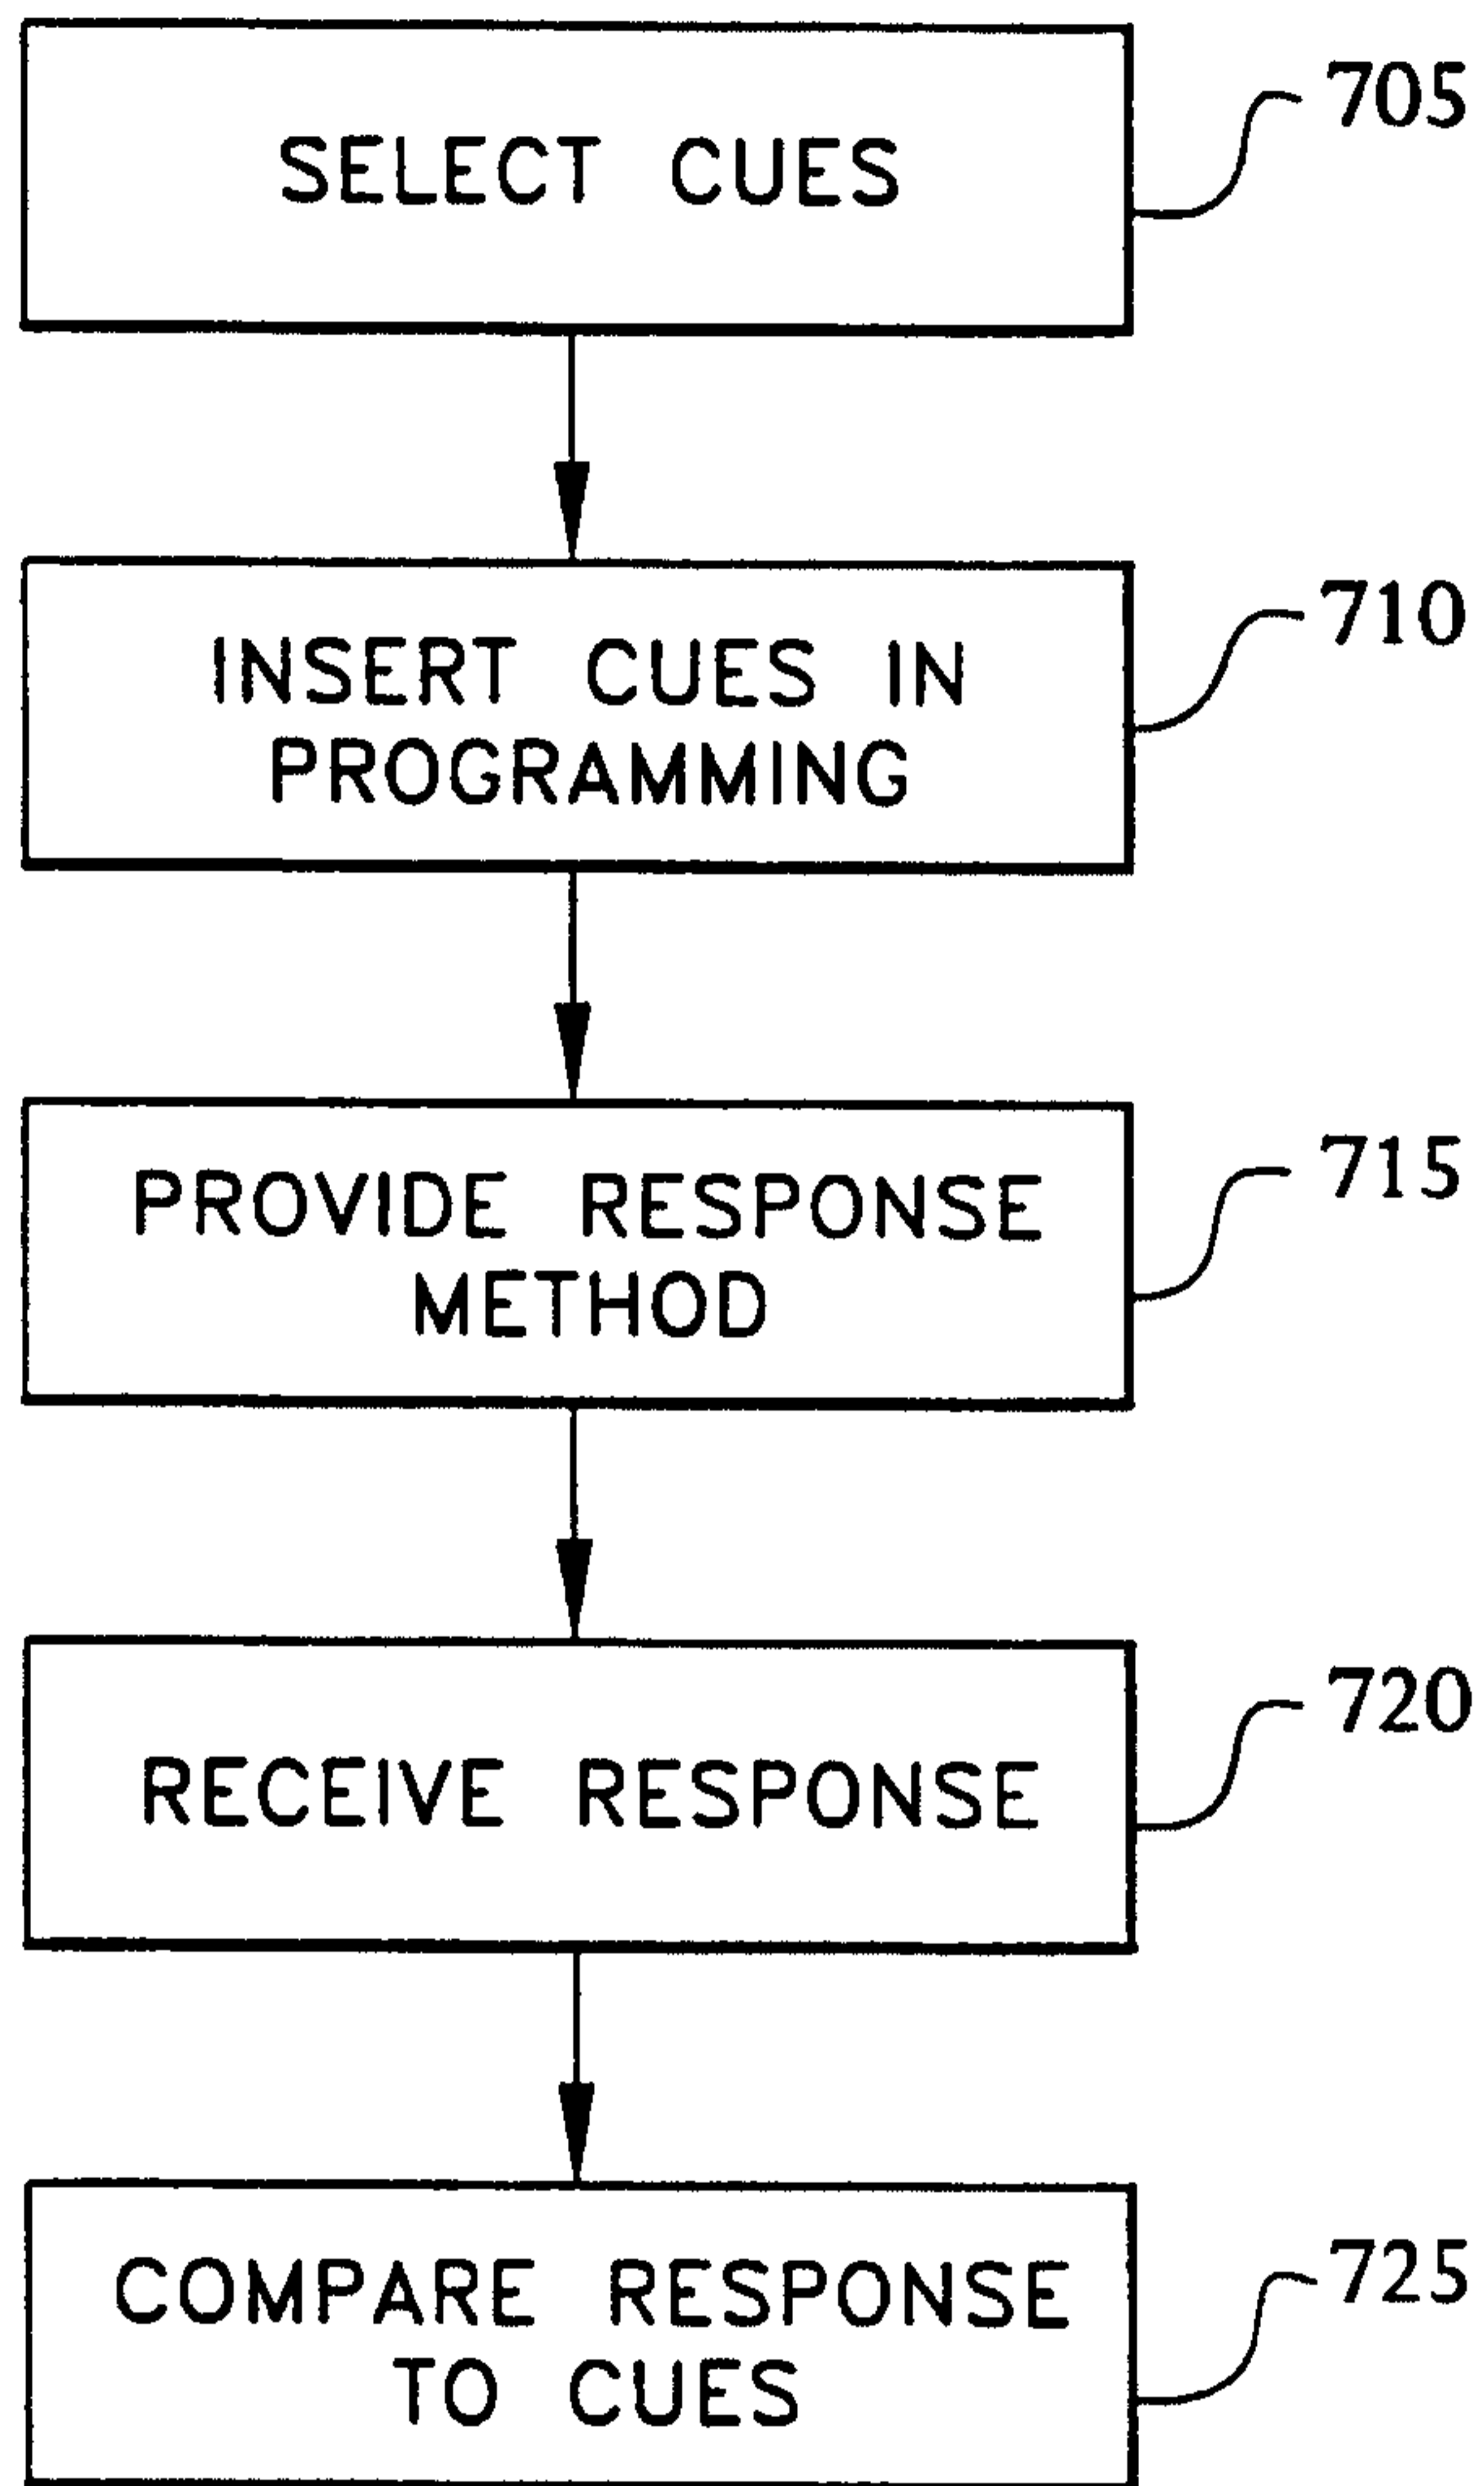 SELECT CUES
705
INSERT CUES IN
PROGRAMMING
710
PROVIDE RESPONSE
METHOD
715
RECEIVE RESPONSE
720
COMPARE RESPONSE
TO CUES
725